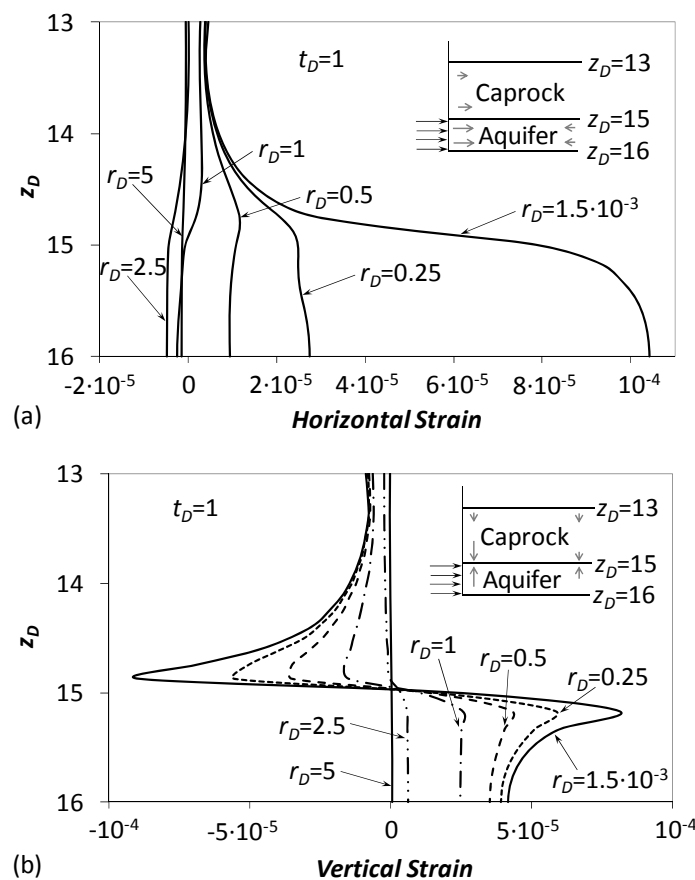 13
t_D=1
z_D=13
Caprock
14
z_D=15
Aquifer
r_D=1
z_D=16
z_D
r_D=5
r_D=0.5
r_D=1.5·10⁻³
15
r_D=2.5
r_D=0.25
16
-2·10⁻⁵ 0 2·10⁻⁵ 4·10⁻⁵ 6·10⁻⁵ 8·10⁻⁵ 10⁻⁴
(a)
Horizontal Strain
13
t_D=1
z_D=13
Caprock
z_D=15
14
Aquifer
z_D=16
z_D
r_D=1
r_D=0.5
r_D=0.25
15
r_D=2.5
r_D=5
r_D=1.5·10⁻³
16
-10⁻⁴ -5·10⁻⁵ 0 5·10⁻⁵ 10⁻⁴
(b)
Vertical Strain